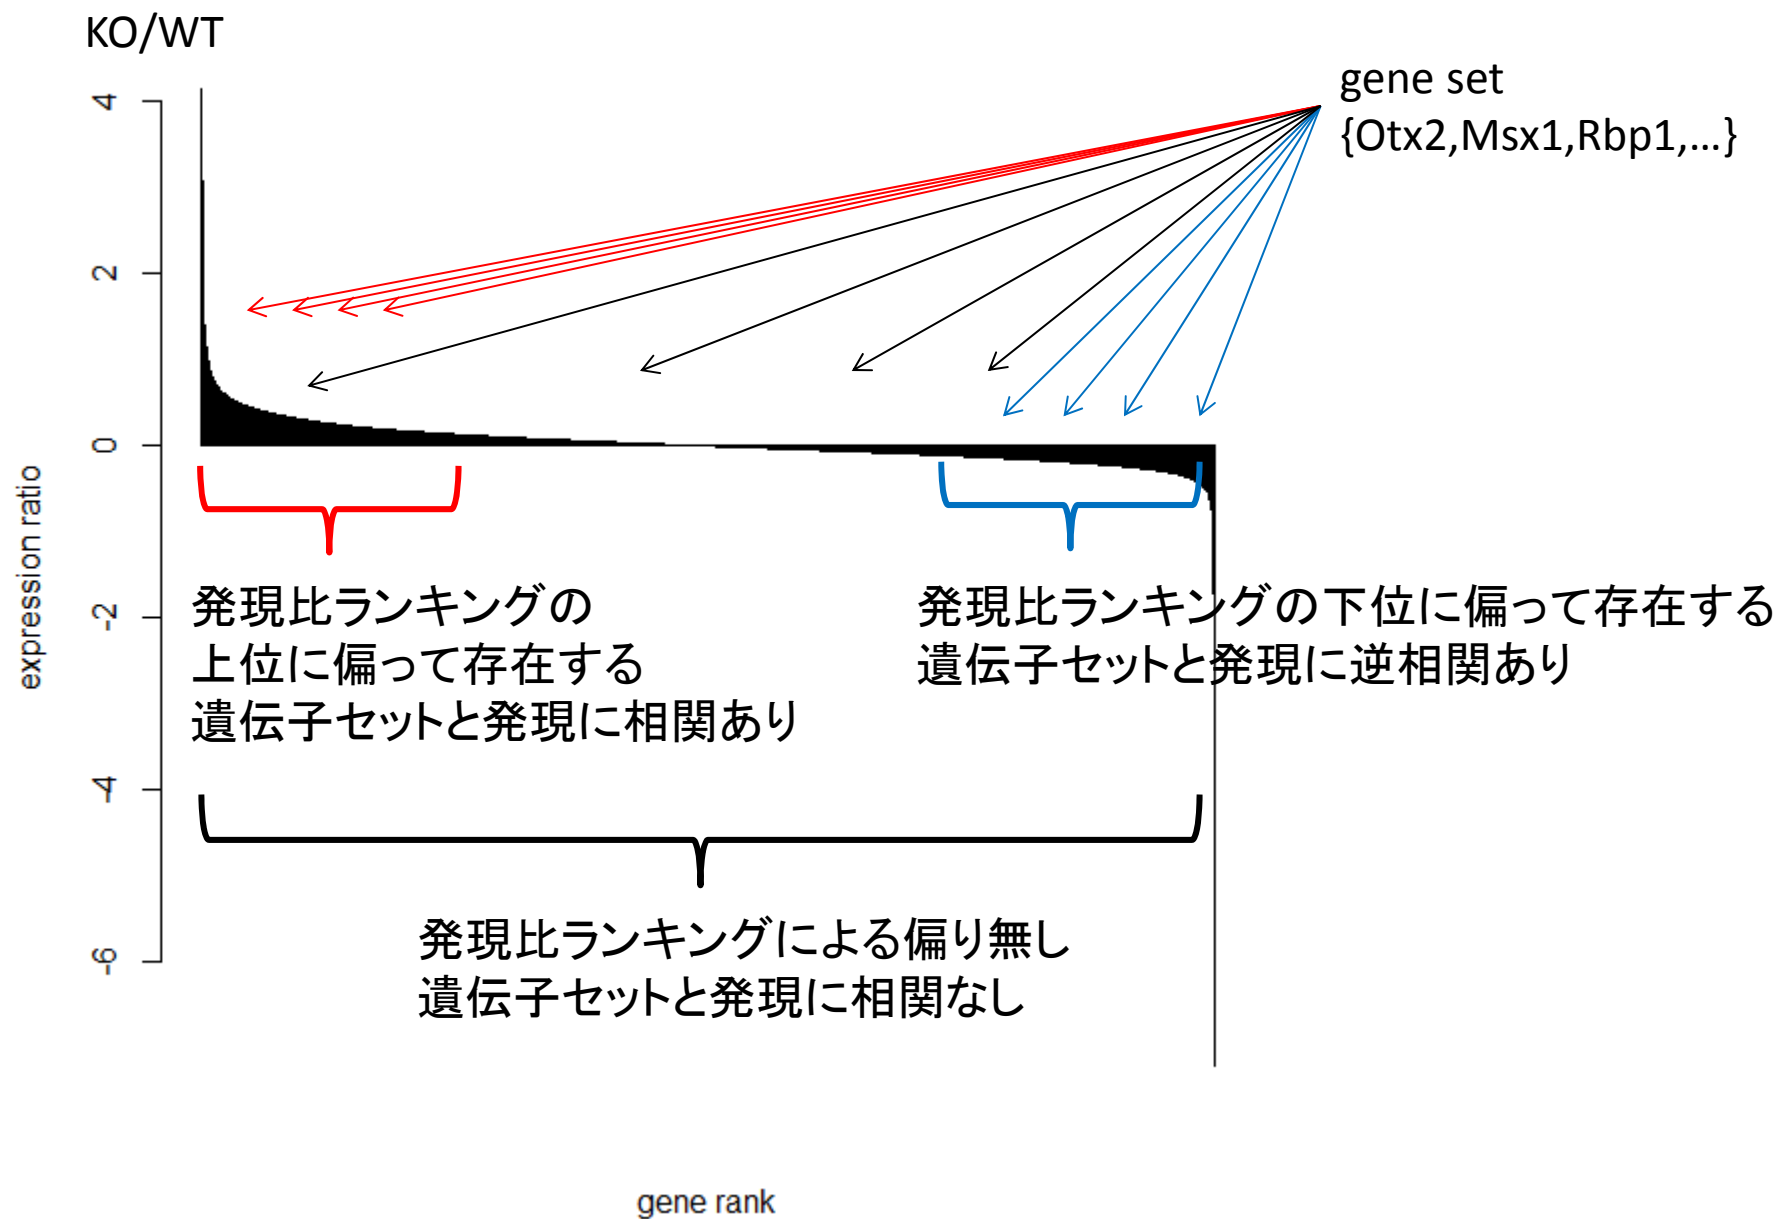 KO/WT
gene set
{Otx2,Msx1,Rbp1,...}
4
2
0
-2
-4
-6
expression ratio
発現比ランキングの
上位に偏って存在する
遺伝子セットと発現に相関あり
発現比ランキングの下位に偏って存在する
遺伝子セットと発現に逆相関あり
発現比ランキングによる偏り無し
遺伝子セットと発現に相関なし
gene rank